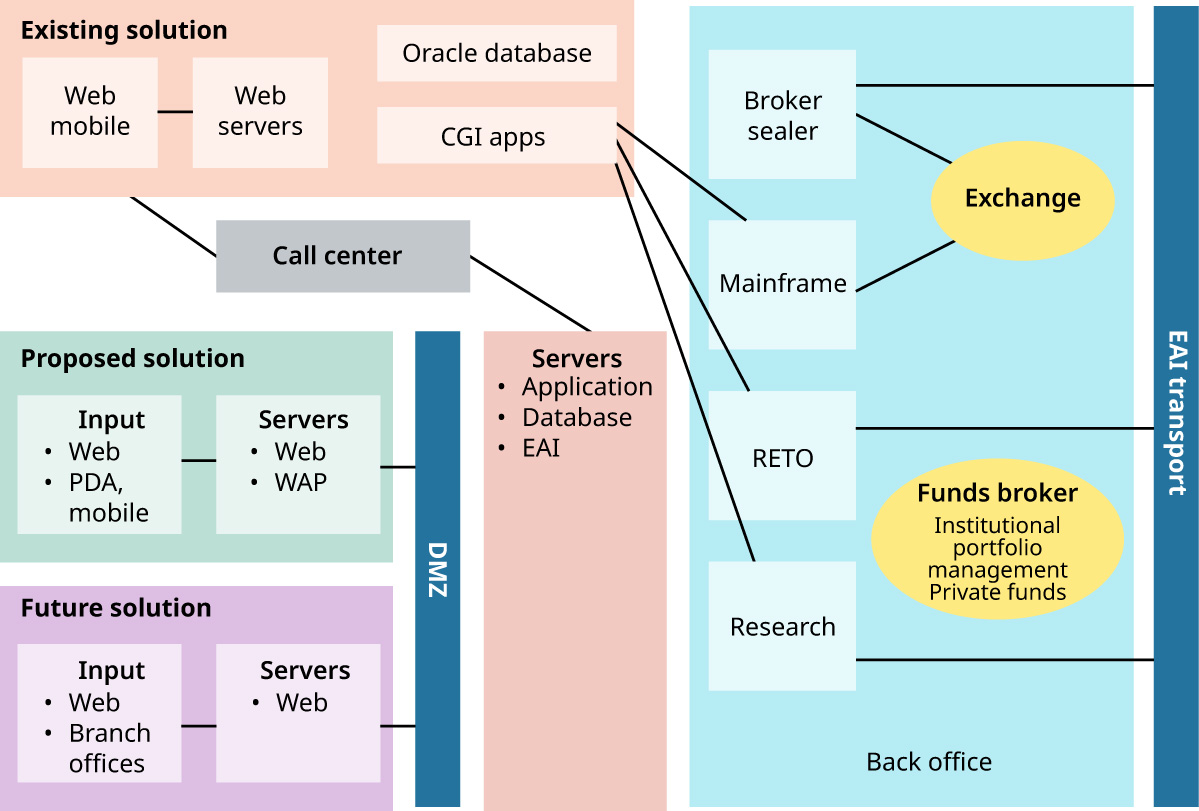 Existing solution
Web
mobile
Web
servers
Oracle database
CGI apps
Call center
Proposed solution
Input
• Web
• PDA,
mobile
Servers
• Web
• WAP
Future solution
Input
• Web
• Branch
offices
Servers
• Web
DMZ
Servers
• Application
• Database
• EAI
Broker
sealer
Exchange
Mainframe
RETO
Funds broker
Institutional
portfolio
management
Private funds
Research
Back office
EAI transport